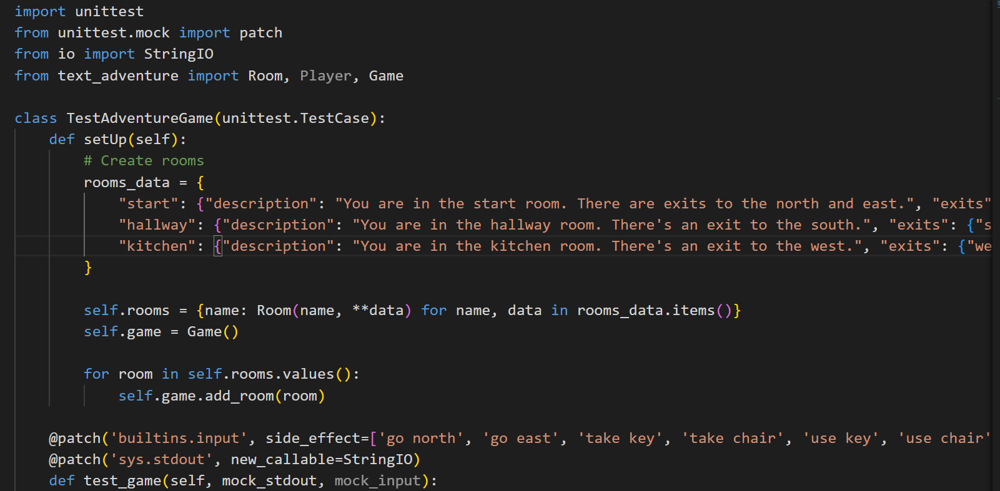 import unittest
from unittest.mock import patch
from io import StringIO
from text_adventure import Room, Player, Game

class TestAdventureGame(unittest.TestCase):
    def setUp(self):
        # Create rooms
        rooms_data = {
            "start": {"description": "You are in the start room. There are exits to the north and east.", "exits"
            "hallway": {"description": "You are in the hallway room. There's an exit to the south.", "exits": {"s
            "kitchen": {"description": "You are in the kitchen room. There's an exit to the west.", "exits": {"we
        }

        self.rooms = {name: Room(name, **data) for name, data in rooms_data.items()}
        self.game = Game()

        for room in self.rooms.values():
            self.game.add_room(room)

    @patch('builtins.input', side_effect=['go north', 'go east', 'take key', 'take chair', 'use key', 'use chair'
    @patch('sys.stdout', new_callable=StringIO)
    def test_game(self, mock_stdout, mock_input):